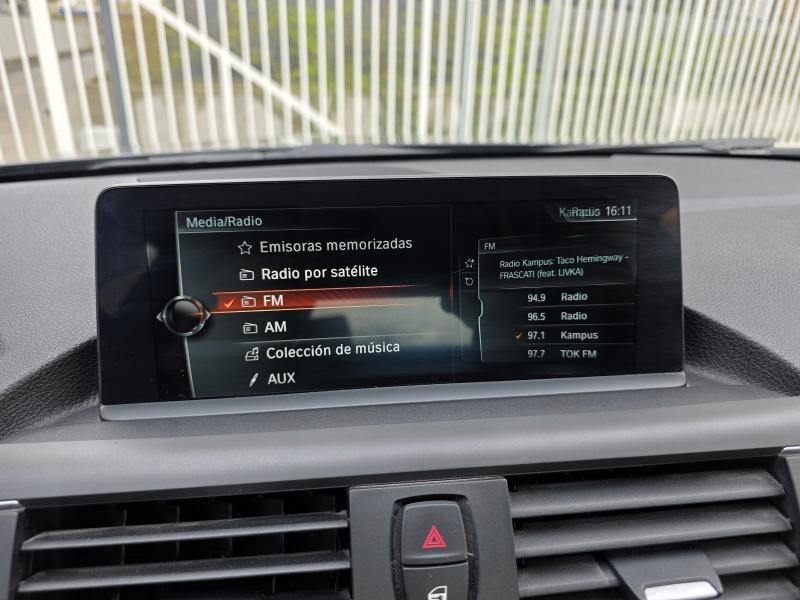 Media/Radio
16:11
Emisoras memorizadas
Radio por satélite
FM
AM
Colección de música
AUX
FM
Radio Kampus: Taco Hemingway -
FRASCATI (feat. LIVKA)
94.9 Radio
96.5 Radio
97.1 Kampus
97.7 TOK FM